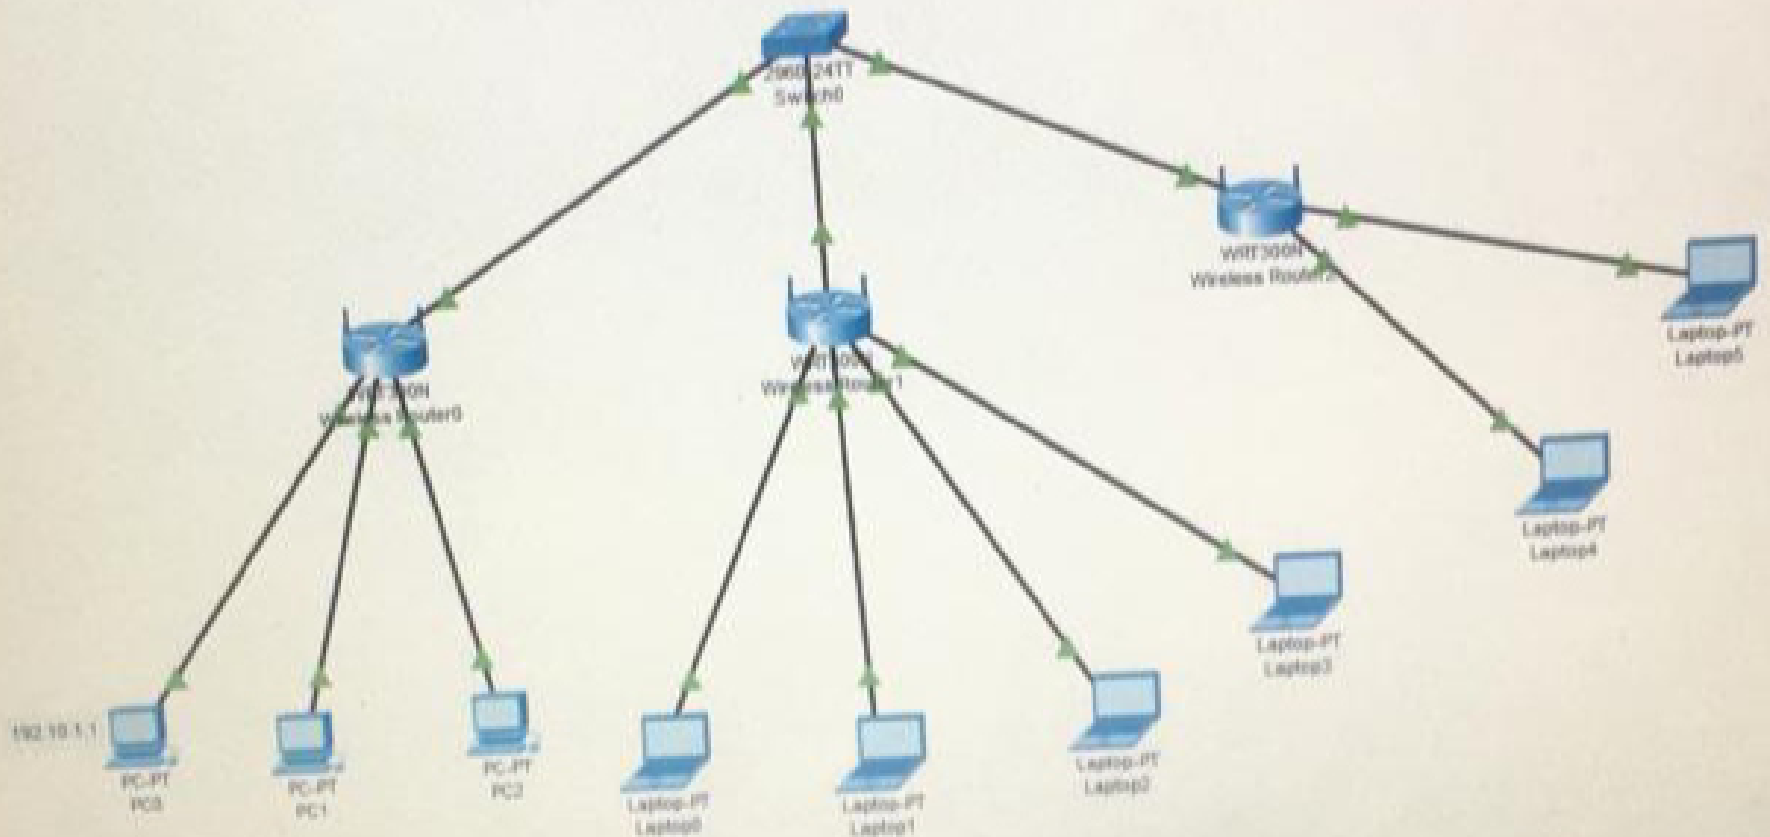 2960-24TT
Switch0
WRT300N
Wireless Router2
Laptop-PT
Laptop5
WRT300N
Wireless Router1
WRT300N
Wireless Router0
Laptop-PT
Laptop4
Laptop-PT
Laptop3
192.10.1.1
PC-PT
PC0
PC-PT
PC1
PC-PT
PC2
Laptop-PT
Laptop0
Laptop-PT
Laptop1
Laptop-PT
Laptop2